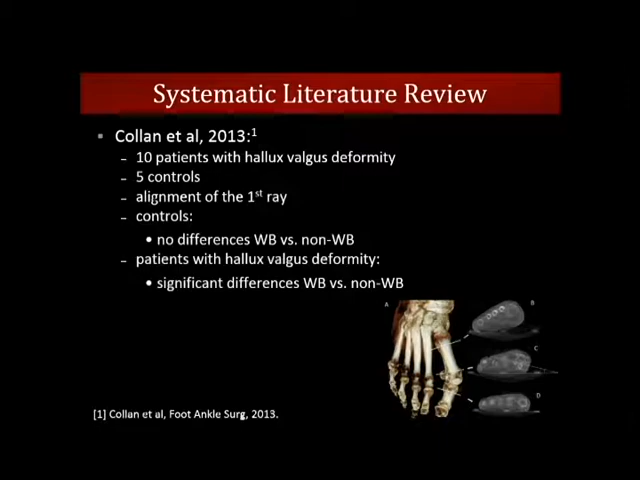 Systematic Literature Review
▪ Collan et al, 2013:¹
– 10 patients with hallux valgus deformity
– 5 controls
– alignment of the 1ˢᵗ ray
– controls:
• no differences WB vs. non-WB
– patients with hallux valgus deformity:
• significant differences WB vs. non-WB
A
B
C
D
[1] Collan et al, Foot Ankle Surg, 2013.